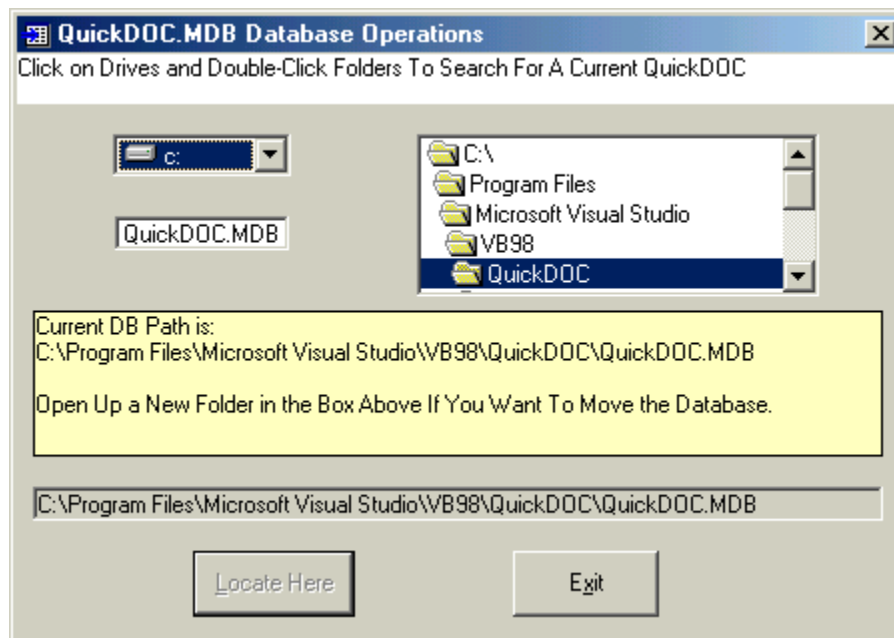 QuickDOC.MDB Database Operations
Click on Drives and Double-Click Folders To Search For A Current QuickDOC
c:
C:\
Program Files
QuickDOC.MDB
Microsoft Visual Studio
VB98
QuickDOC
Current DB Path is:
C:\Program Files\Microsoft Visual Studio\VB98\QuickDOC\QuickDOC.MDB
Open Up a New Folder in the Box Above If You Want To Move the Database.
C:\Program Files\Microsoft Visual Studio\VB98\QuickDOC\QuickDOC.MDB
Locate Here
Exit